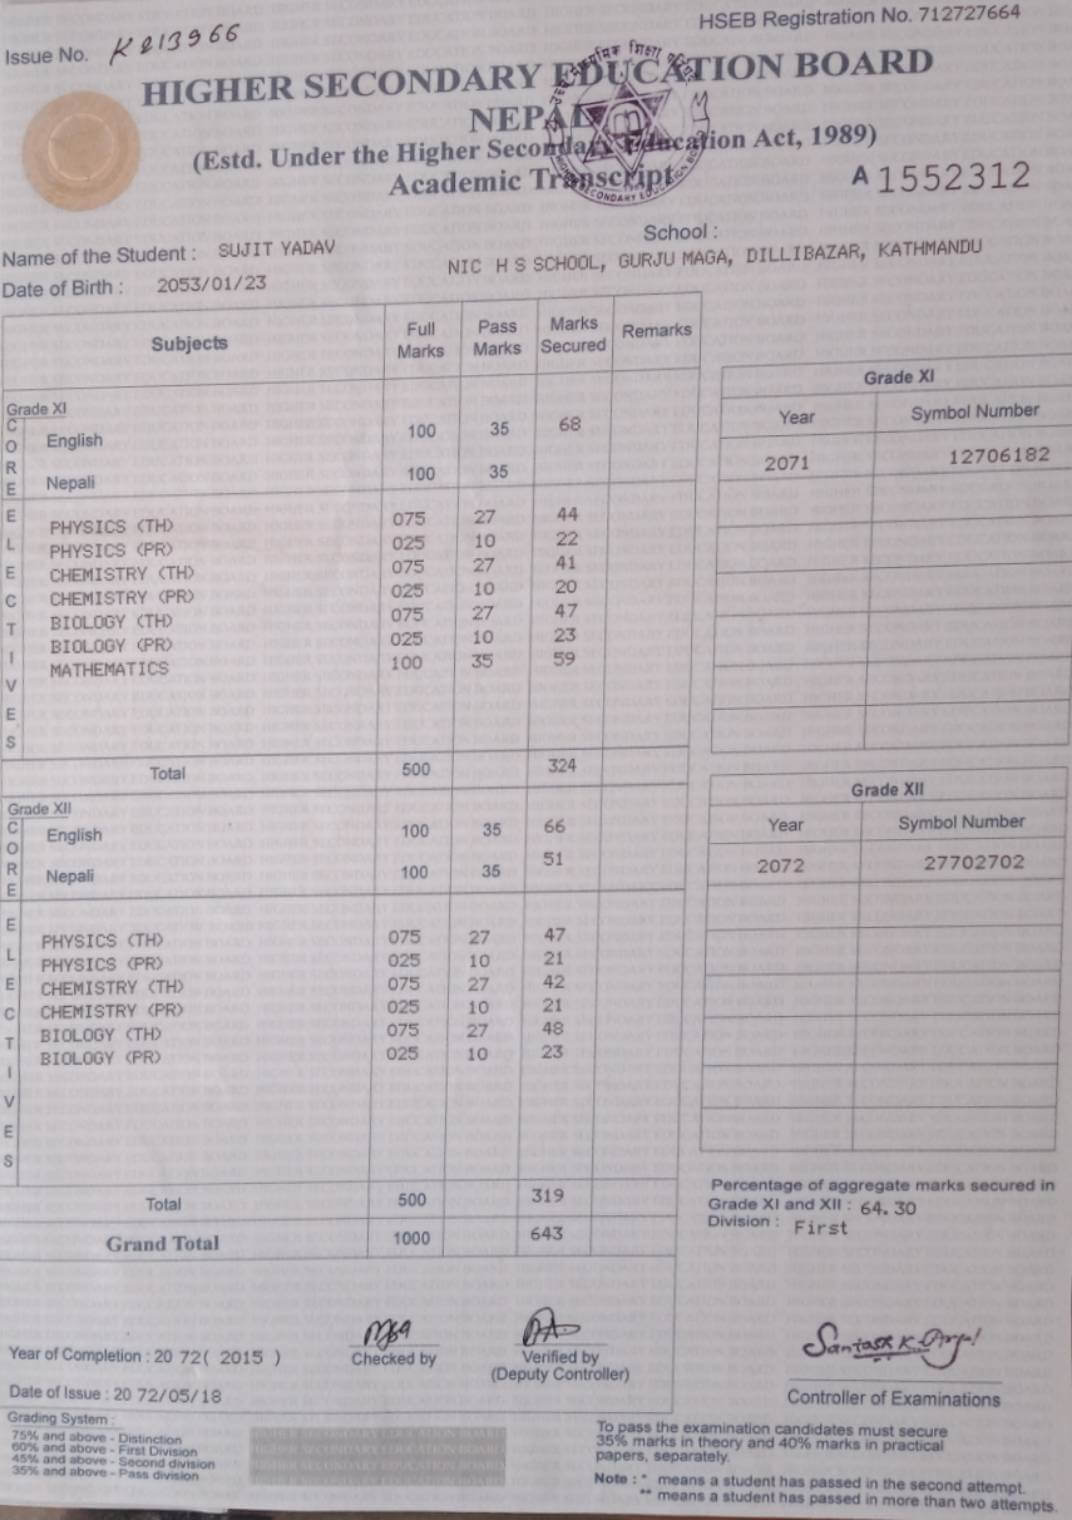 HSEB Registration No. 712727664
Issue No. K213966
HIGHER SECONDARY EDUCATION BOARD
NEPAL
(Estd. Under the Higher Secondary Education Act, 1989)
Academic Transcript
A 1552312
Name of the Student : SUJIT YADAV
School :
NIC H S SCHOOL, GURJU MAGA, DILLIBAZAR, KATHMANDU
Date of Birth : 2053/01/23
Subjects Full Marks Pass Marks Marks Secured Remarks
Grade XI
CORE
English 100 35 68
Nepali 100 35
ELECTIVES
PHYSICS (TH) 075 27 44
PHYSICS (PR) 025 10 22
CHEMISTRY (TH) 075 27 41
CHEMISTRY (PR) 025 10 20
BIOLOGY (TH) 075 27 47
BIOLOGY (PR) 025 10 23
MATHEMATICS 100 35 59
Total 500 324
Grade XII
CORE
English 100 35 66
Nepali 100 35 51
ELECTIVES
PHYSICS (TH) 075 27 47
PHYSICS (PR) 025 10 21
CHEMISTRY (TH) 075 27 42
CHEMISTRY (PR) 025 10 21
BIOLOGY (TH) 075 27 48
BIOLOGY (PR) 025 10 23
Total 500 319
Grand Total 1000 643
Grade XI
Year Symbol Number
2071 12706182
Grade XII
Year Symbol Number
2072 27702702
Percentage of aggregate marks secured in
Grade XI and XII : 64.30
Division : First
Year of Completion : 20 72( 2015 )
Checked by
Verified by
(Deputy Controller)
Date of Issue : 20 72/05/18
Controller of Examinations
Grading System :
75% and above - Distinction
60% and above - First Division
45% and above - Second division
35% and above - Pass division
To pass the examination candidates must secure
35% marks in theory and 40% marks in practical
papers, separately.
Note : * means a student has passed in the second attempt.
** means a student has passed in more than two attempts.